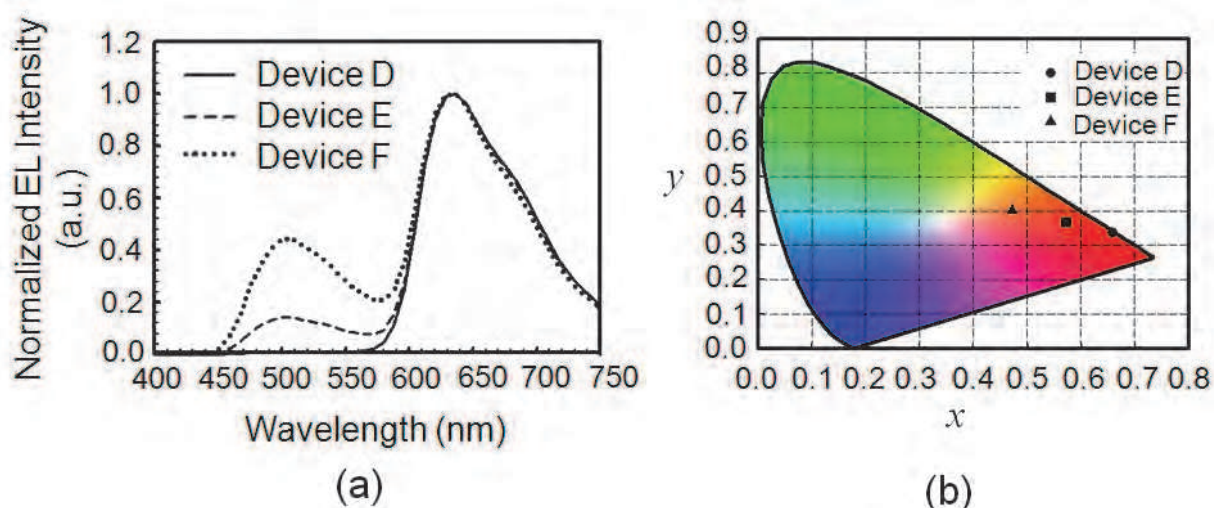 Normalized EL Intensity
(a.u.)
1.2
1.0
0.8
0.6
0.4
0.2
0.0
Device D
Device E
Device F
400 450 500 550 600 650 700 750
Wavelength (nm)
(a)
y
0.9
0.8
0.7
0.6
0.5
0.4
0.3
0.2
0.1
0.0
Device D
Device E
Device F
0.0 0.1 0.2 0.3 0.4 0.5 0.6 0.7 0.8
x
(b)